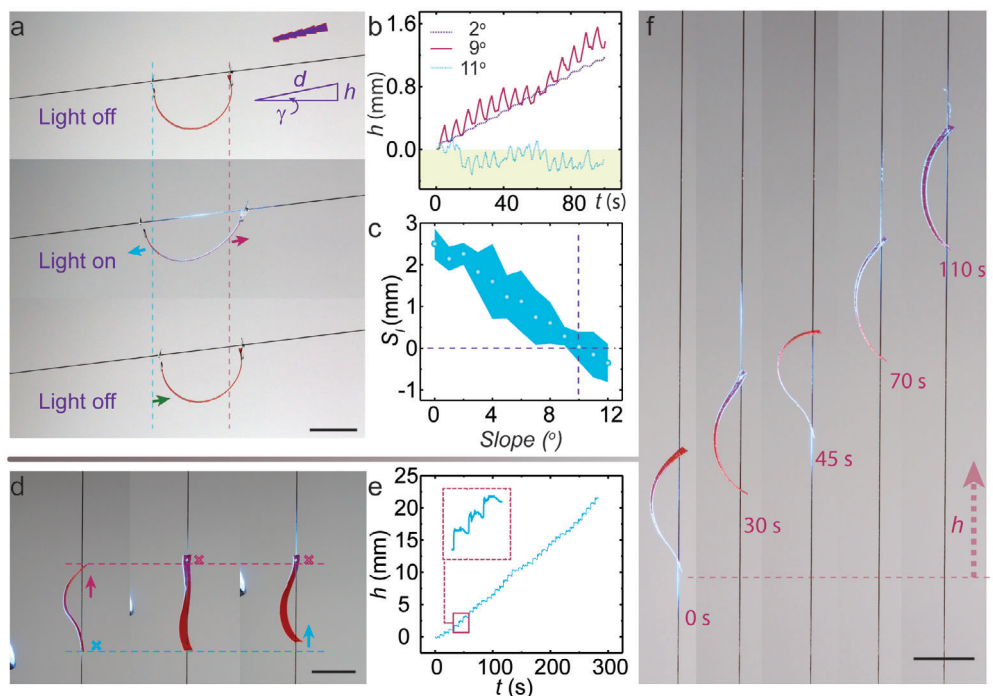 a
Light off
d
h
γ
Light on
Light off
b
1.6
0.8
0.0
h (mm)
2°
9°
11°
0 40 80
t (s)
c
3
2
1
0
-1
S_l (mm)
0 4 8 12
Slope (°)
d
e
25
20
15
10
5
0
h (mm)
0 100 200 300
t (s)
f
0 s
30 s
45 s
70 s
110 s
h